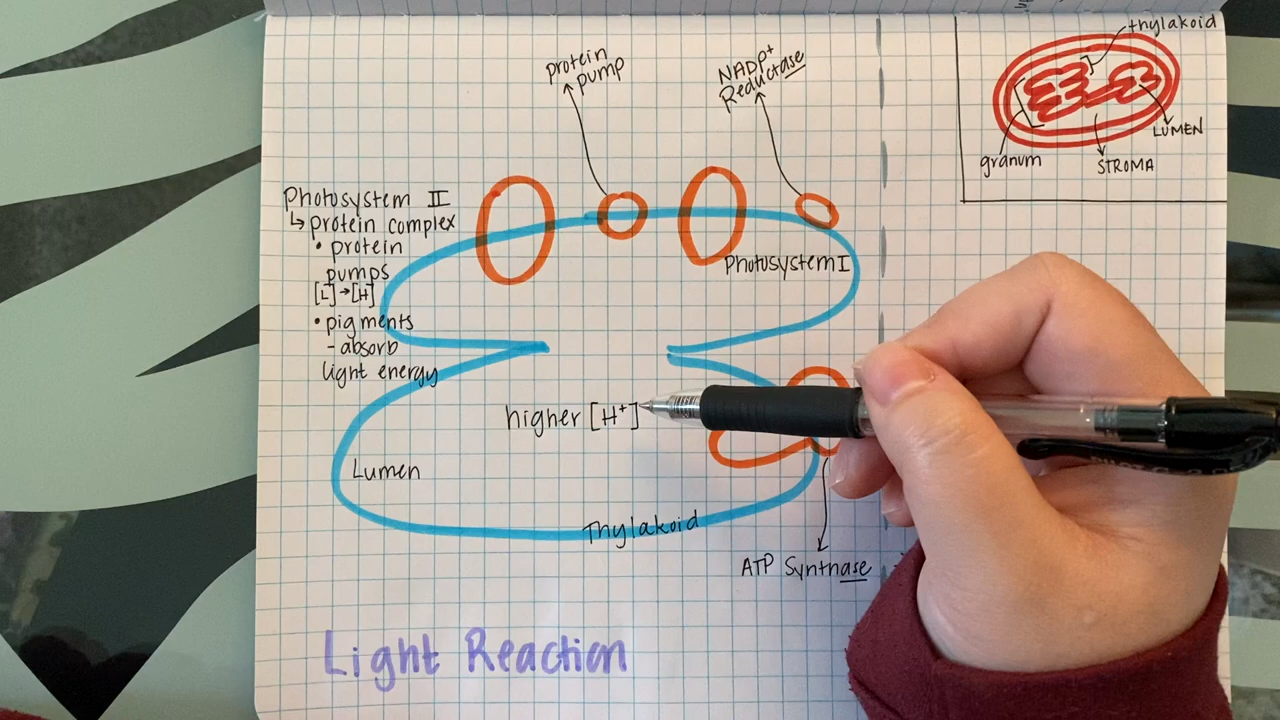 protein
pump
NADP+
Reductase
thylakoid
LUMEN
granum
STROMA
Photosystem II
↳ protein complex
• protein
pumps
[L]→[H]
• pigments
- absorb
light energy
Photosystem I
higher [H+]
Lumen
Thylakoid
ATP Synthase
Light Reaction